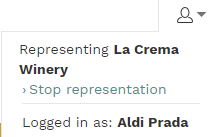 Representing La Crema
Winery
› Stop representation
Logged in as: Aldi Prada